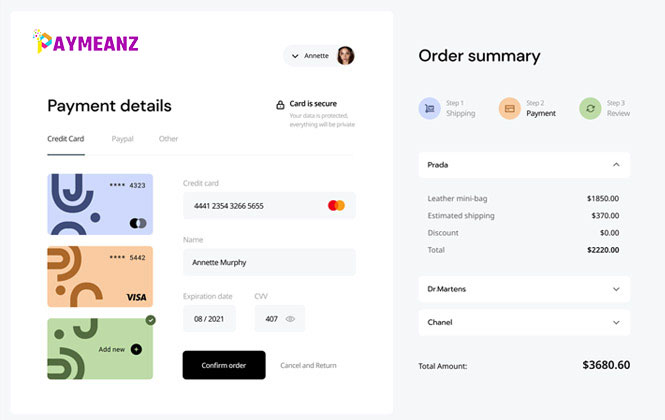 PAYMEANZ
Annette
Payment details
Card is secure
Your data is protected,
everything will be private
Credit Card Paypal Other
**** 4323
**** 5442
VISA
Add new
Credit card
4441 2354 3266 5655
Name
Annette Murphy
Expiration date CVV
08 / 2021 407
Confirm order Cancel and Return
Order summary
Step 1
Shipping
Step 2
Payment
Step 3
Review
Prada
Leather mini-bag $1850.00
Estimated shipping $370.00
Discount $0.00
Total $2220.00
Dr.Martens
Chanel
Total Amount: $3680.60